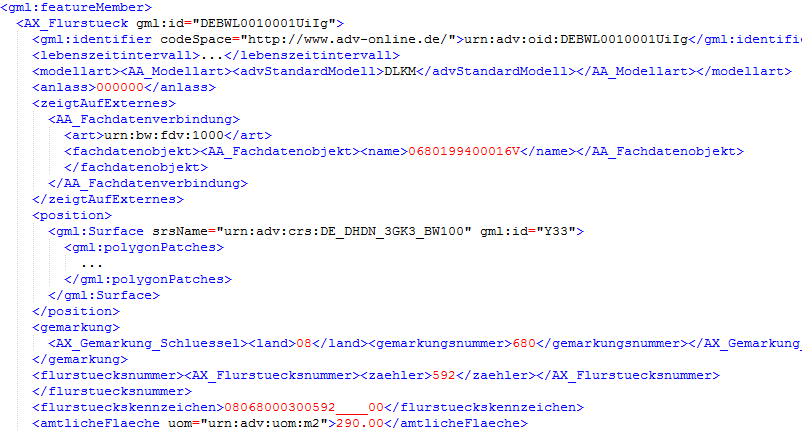 <gml:featureMember>
<AX_Flurstueck gml:id="DEBWL0010001UiIg">
<gml:identifier codeSpace="http://www.adv-online.de/">urn:adv:oid:DEBWL0010001UiIg</gml:identifi
<lebenszeitintervall>...</lebenszeitintervall>
<modellart><AA_Modellart><advStandardModell>DLKM</advStandardModell></AA_Modellart></modellart>
<anlass>000000</anlass>
<zeigtAufExternes>
<AA_Fachdatenverbindung>
<art>urn:bw:fdv:1000</art>
<fachdatenobjekt><AA_Fachdatenobjekt><name>0680199400016V</name></AA_Fachdatenobjekt>
</fachdatenobjekt>
</AA_Fachdatenverbindung>
</zeigtAufExternes>
<position>
<gml:Surface srsName="urn:adv:crs:DE_DHDN_3GK3_BW100" gml:id="Y33">
<gml:polygonPatches>
...
</gml:polygonPatches>
</gml:Surface>
</position>
<gemarkung>
<AX_Gemarkung_Schluessel><land>08</land><gemarkungsnummer>680</gemarkungsnummer></AX_Gemarkung_
</gemarkung>
<flurstuecksnummer><AX_Flurstuecksnummer><zaehler>592</zaehler></AX_Flurstuecksnummer>
</flurstuecksnummer>
<flurstueckskennzeichen>08068000300592____00</flurstueckskennzeichen>
<amtlicheFlaeche uom="urn:adv:uom:m2">290.00</amtlicheFlaeche>